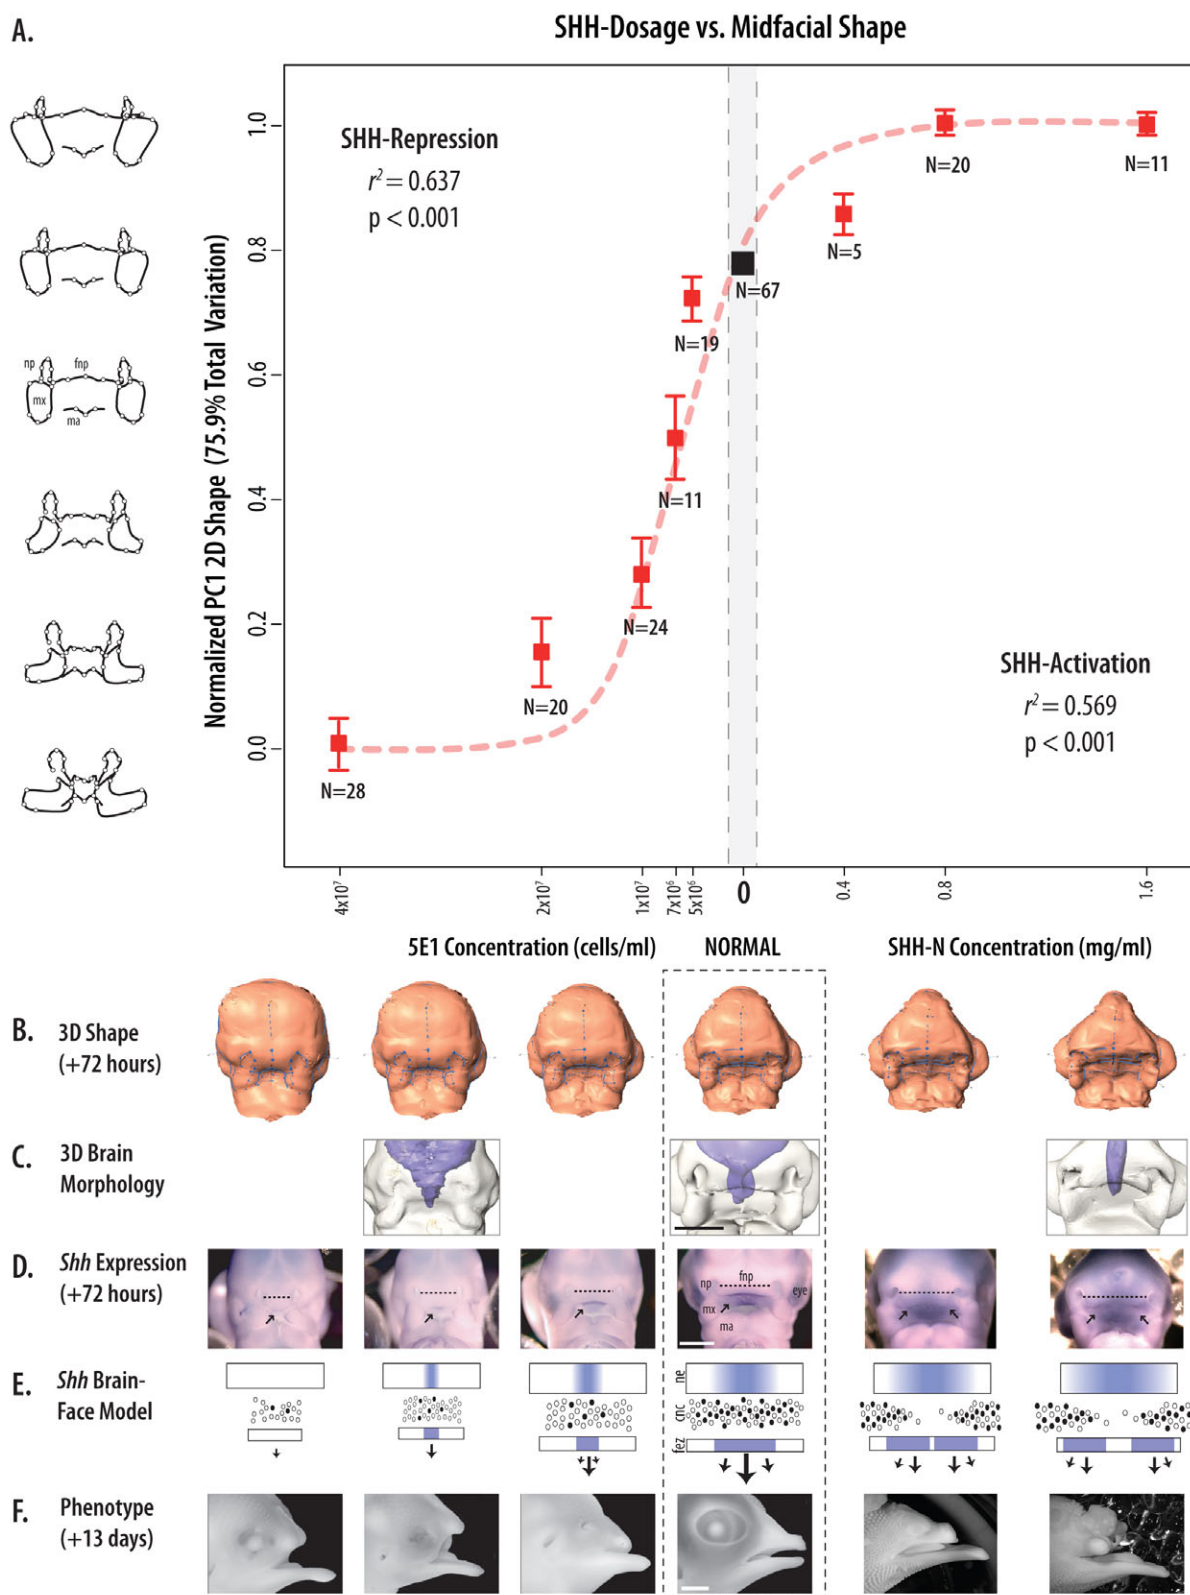 A.
SHH-Dosage vs. Midfacial Shape
Normalized PC1 2D Shape (75.9% Total Variation)
1.0
0.8
0.6
0.4
0.2
0.0
SHH-Repression
r² = 0.637
p < 0.001
N=20
N=11
N=5
N=67
N=19
N=11
N=24
N=20
N=28
SHH-Activation
r² = 0.569
p < 0.001
np
fnp
mx
ma
4x10⁷
2x10⁷
1x10⁷
7x10⁶
5x10⁶
0
0.4
0.8
1.6
5E1 Concentration (cells/ml)
NORMAL
SHH-N Concentration (mg/ml)
B.
3D Shape
(+72 hours)
C.
3D Brain
Morphology
D.
Shh Expression
(+72 hours)
np
fnp
eye
mx
ma
E.
Shh Brain-
Face Model
ne
cnc
fez
F.
Phenotype
(+13 days)